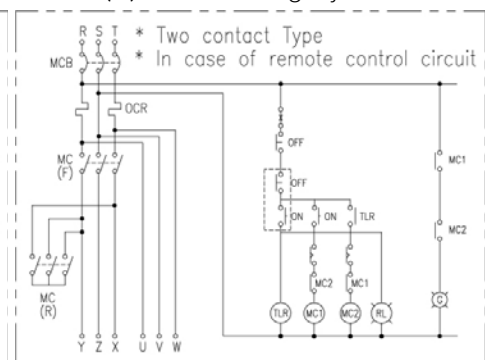 R S T
* Two contact Type
* In case of remote control circuit
MCB
OCR
OFF
MC
(F)
MC1
OFF
ON
ON
TLR
MC2
MC2
MC1
MC
(R)
TLR
MC1
MC2
RL
G
Y Z X U V W